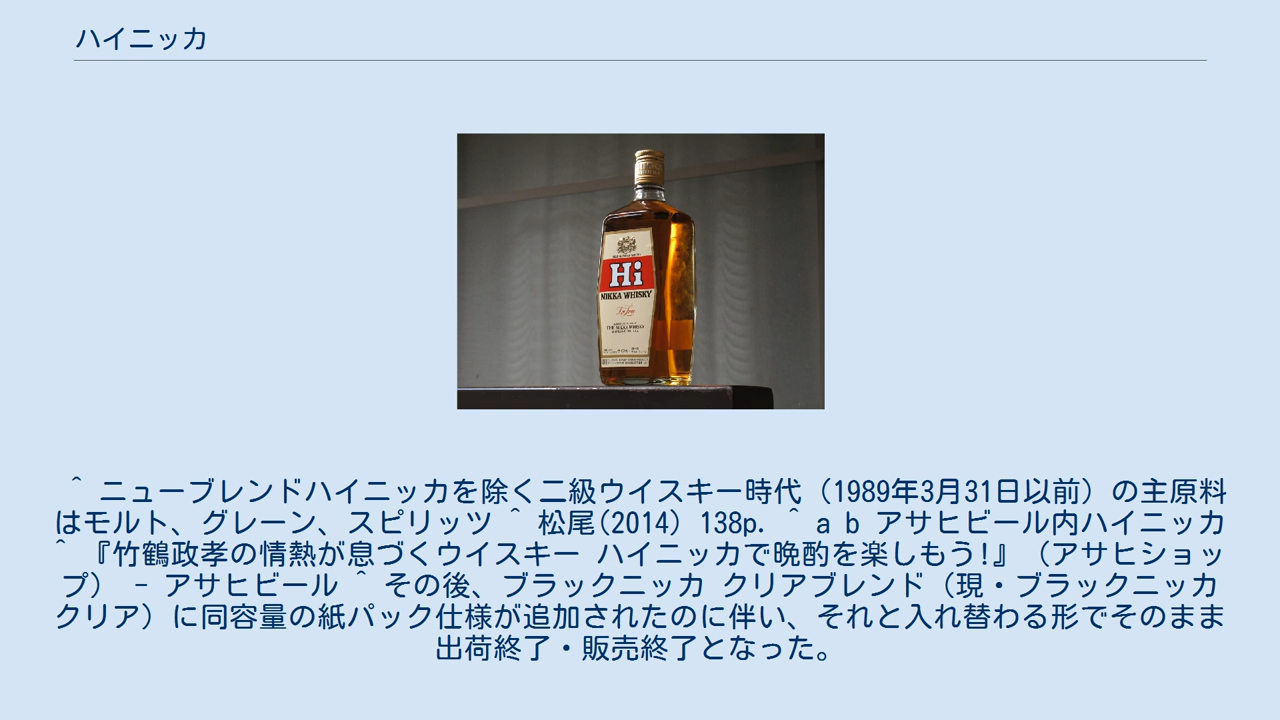 ハイニッカ
Hi
NIKKA WHISKY
THE NIKKA WHISKY
^ ニューブレンドハイニッカを除く二級ウイスキー時代（1989年3月31日以前）の主原料
はモルト、グレーン、スピリッツ ^ 松尾(2014) 138p. ^ a b アサヒビール内ハイニッカ
^ 『竹鶴政孝の情熱が息づくウイスキー ハイニッカで晩酌を楽しもう!』（アサヒショッ
プ） - アサヒビール ^ その後、ブラックニッカ クリアブレンド（現・ブラックニッカ
クリア）に同容量の紙パック仕様が追加されたのに伴い、それと入れ替わる形でそのまま
出荷終了・販売終了となった。